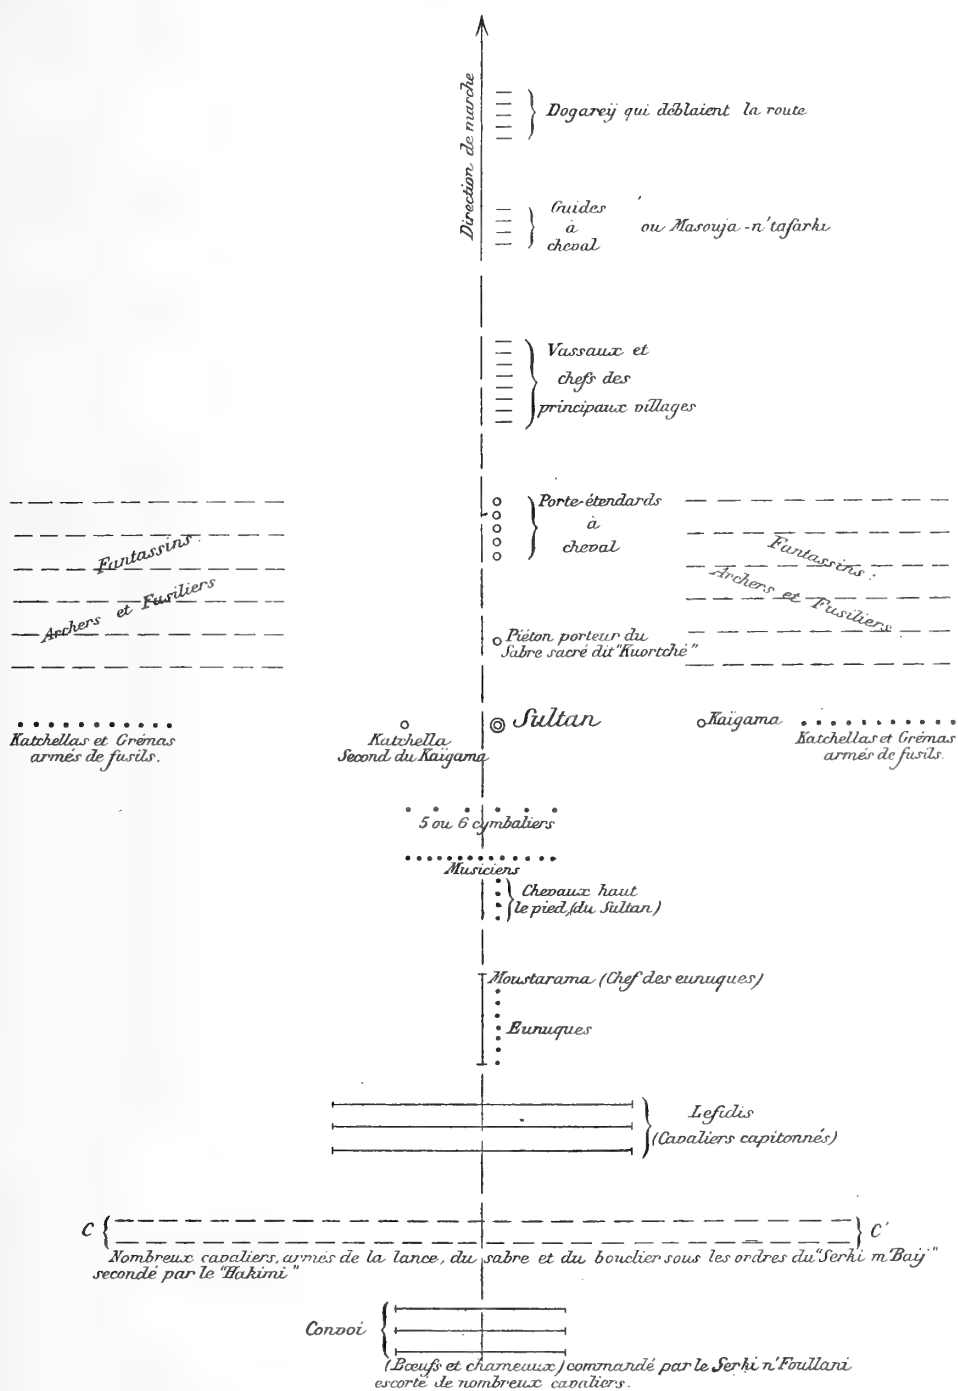 Direction de marche
Dogareÿ qui déblaient la route
Guides
à
cheval
ou Masouja-n'tafarki
Vassaux et
chefs des
principaux villages
Porte-étendards
à
cheval
Fantassins.
Archers et Fusiliers
Fantassins:
Archers et Fusiliers
Piéton porteur du
Sabre sacré dit "Kuortché"
Sultan
Kaïgama
Katchellas et Grémas
armés de fusils.
Katchella
Second du Kaïgama
Katchellas et Grémas
armés de fusils.
5 ou 6 cymbaliers
Musiciens
Chevaux haut
le pied, (du Sultan)
Moustarama (Chef des eunuques)
Eunuques
Lefidis
(Cavaliers capitonnés)
C
C'
Nombreux cavaliers, armés de la lance, du sabre et du bouclier sous les ordres du "Serki m'Baÿ"
secondé par le "Hakimi"
Convoi
(Bœufs et chameaux) commandé par le Serki n'Foullani
escorté de nombreux cavaliers.